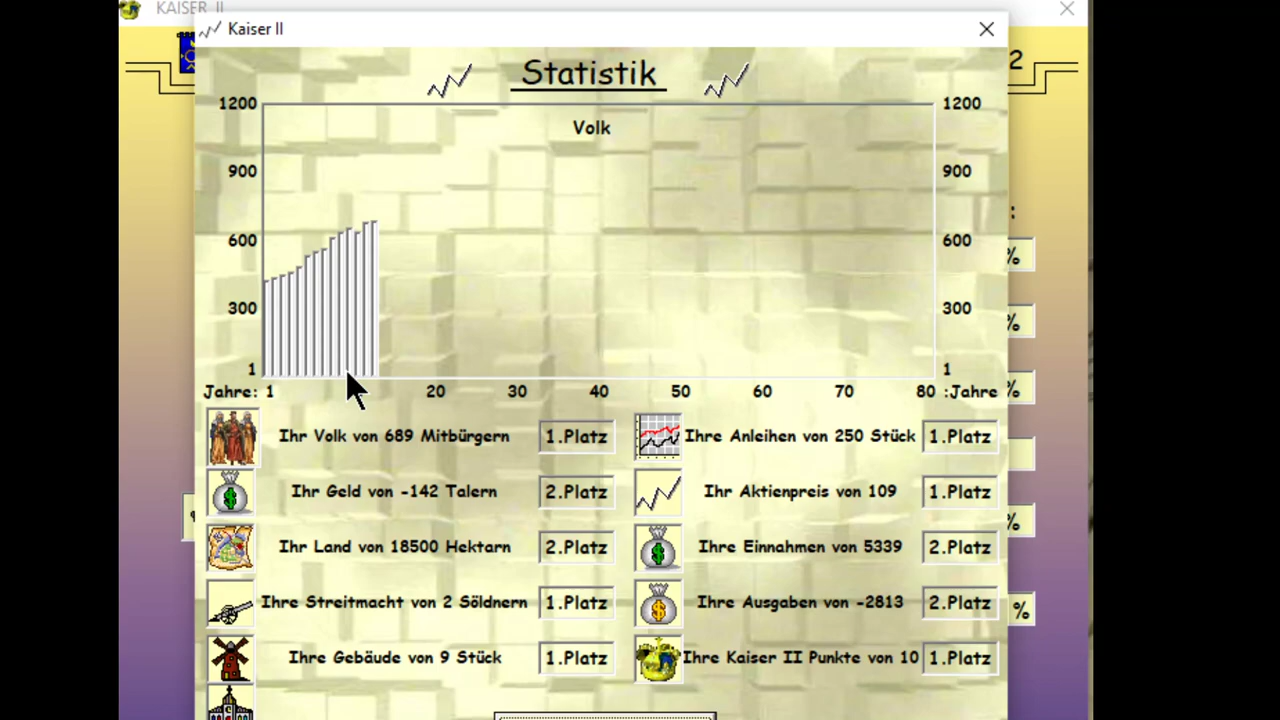 KAISER II
Kaiser II
2
Statistik
1200 1200
Volk
900 900
:
600 600
%
300 300
%
1 1
Jahre: 1 20 30 40 50 60 70 80 :Jahre
%
Ihr Volk von 689 Mitbürgern 1.Platz Ihre Anleihen von 250 Stück 1.Platz
Ihr Geld von -142 Talern 2.Platz Ihr Aktienpreis von 109 1.Platz
%
Ihr Land von 18500 Hektarn 2.Platz Ihre Einnahmen von 5339 2.Platz
Ihre Streitmacht von 2 Söldnern 1.Platz Ihre Ausgaben von -2813 2.Platz
%
Ihre Gebäude von 9 Stück 1.Platz Ihre Kaiser II Punkte von 10 1.Platz